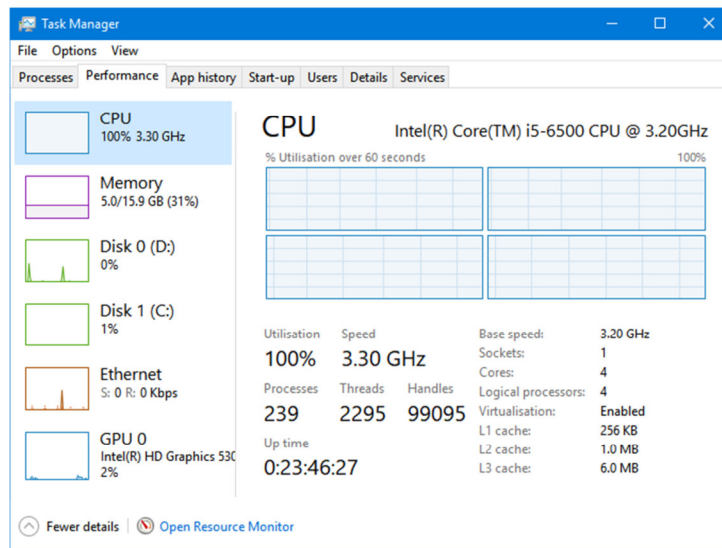 Task Manager
File Options View
Processes Performance App history Start-up Users Details Services
CPU
100% 3.30 GHz
Memory
5.0/15.9 GB (31%)
Disk 0 (D:)
0%
Disk 1 (C:)
1%
Ethernet
S: 0 R: 0 Kbps
GPU 0
Intel(R) HD Graphics 530
2%
CPU Intel(R) Core(TM) i5-6500 CPU @ 3.20GHz
% Utilisation over 60 seconds 100%
Utilisation Speed
100% 3.30 GHz
Processes Threads Handles
239 2295 99095
Up time
0:23:46:27
Base speed: 3.20 GHz
Sockets: 1
Cores: 4
Logical processors: 4
Virtualisation: Enabled
L1 cache: 256 KB
L2 cache: 1.0 MB
L3 cache: 6.0 MB
Fewer details Open Resource Monitor